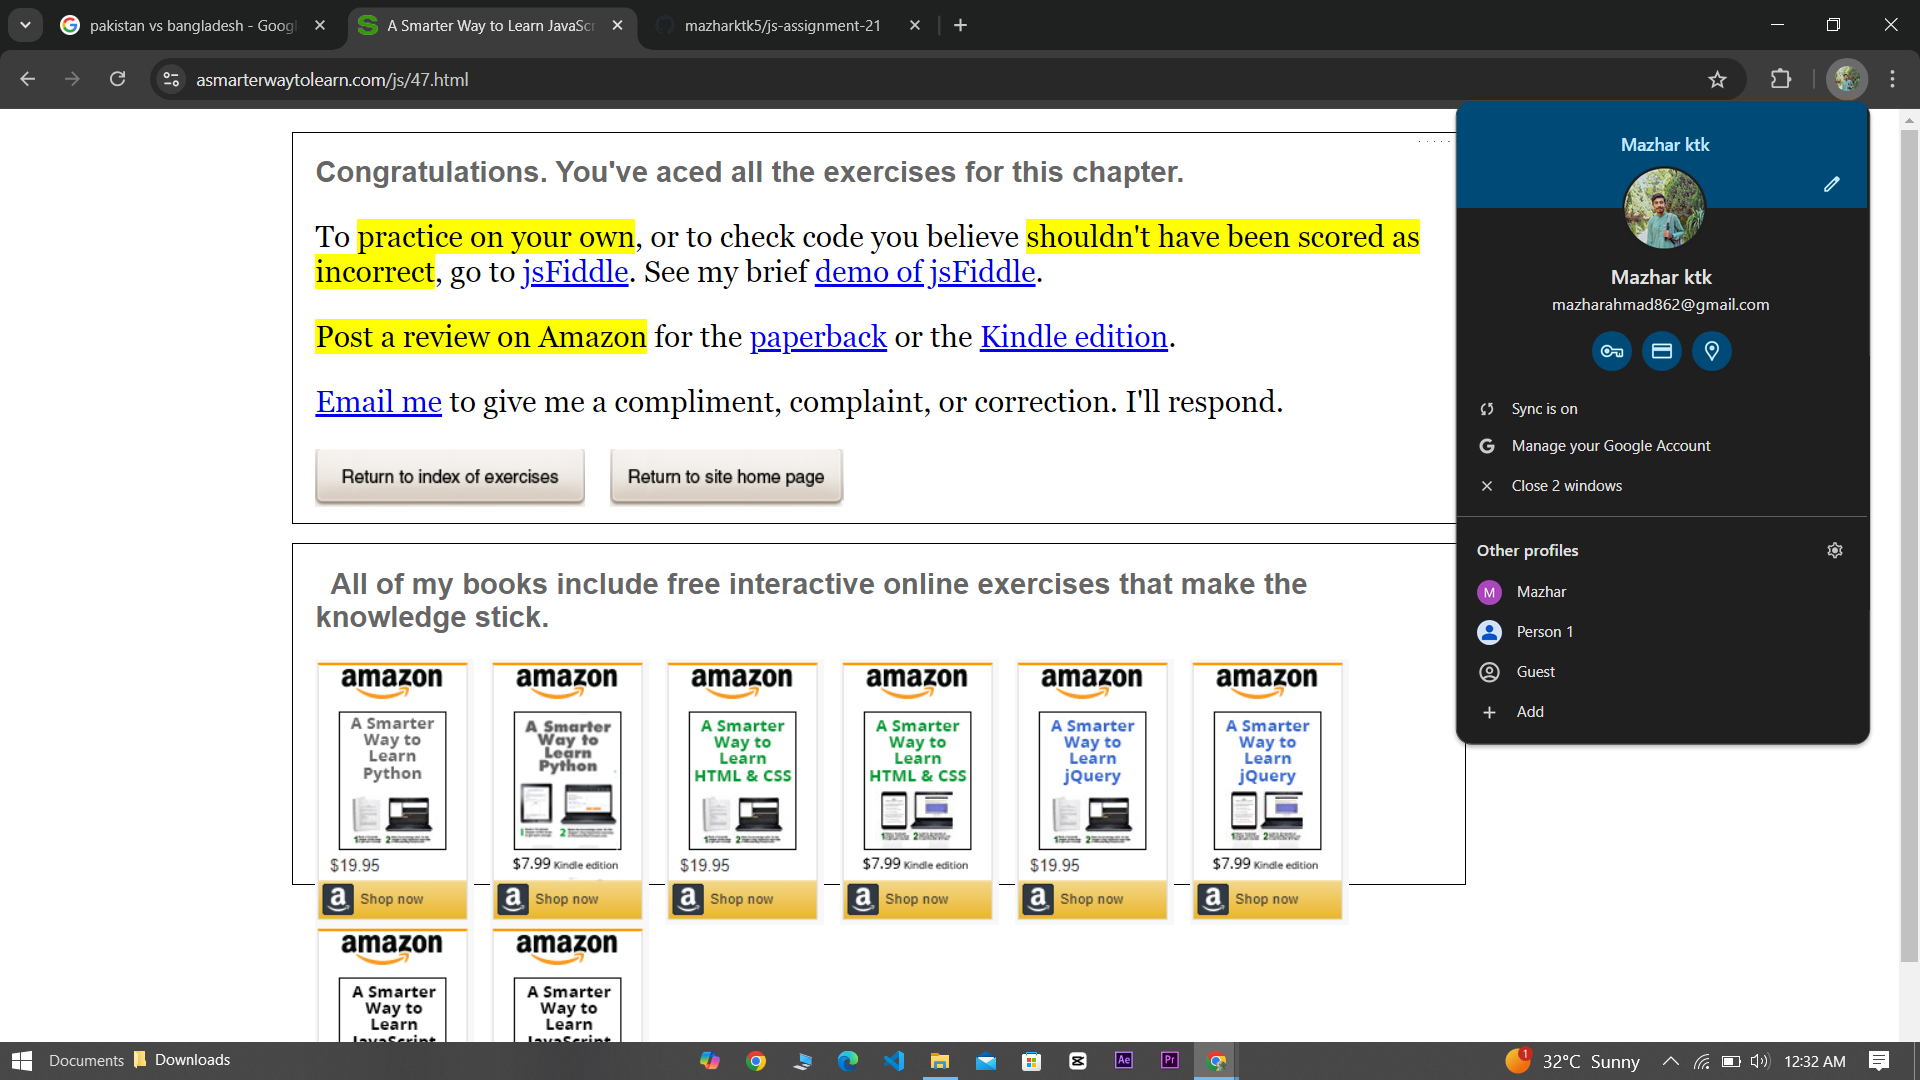 pakistan vs bangladesh - Googl
A Smarter Way to Learn JavaScr
mazharktk5/js-assignment-21
asmarterwaytolearn.com/js/47.html
Congratulations. You've aced all the exercises for this chapter.
To practice on your own, or to check code you believe shouldn't have been scored as
incorrect, go to jsFiddle. See my brief demo of jsFiddle.
Post a review on Amazon for the paperback or the Kindle edition.
Email me to give me a compliment, complaint, or correction. I'll respond.
Return to index of exercises
Return to site home page
Mazhar ktk
Mazhar ktk
mazharahmad862@gmail.com
Sync is on
Manage your Google Account
Close 2 windows
Other profiles
M Mazhar
Person 1
Guest
Add
All of my books include free interactive online exercises that make the
knowledge stick.
amazon
A Smarter
Way to
Learn
Python
$19.95
Shop now
amazon
A Smarter
Way to
Learn
Python
$7.99 Kindle edition
Shop now
amazon
A Smarter
Way to
Learn
HTML & CSS
$19.95
Shop now
amazon
A Smarter
Way to
Learn
HTML & CSS
$7.99 Kindle edition
Shop now
amazon
A Smarter
Way to
Learn
jQuery
$19.95
Shop now
amazon
A Smarter
Way to
Learn
jQuery
$7.99 Kindle edition
Shop now
amazon
A Smarter
Way to
Learn
JavaScript
amazon
A Smarter
Way to
Learn
JavaScript
Documents
Downloads
Ae
Pr
1
32°C Sunny
12:32 AM